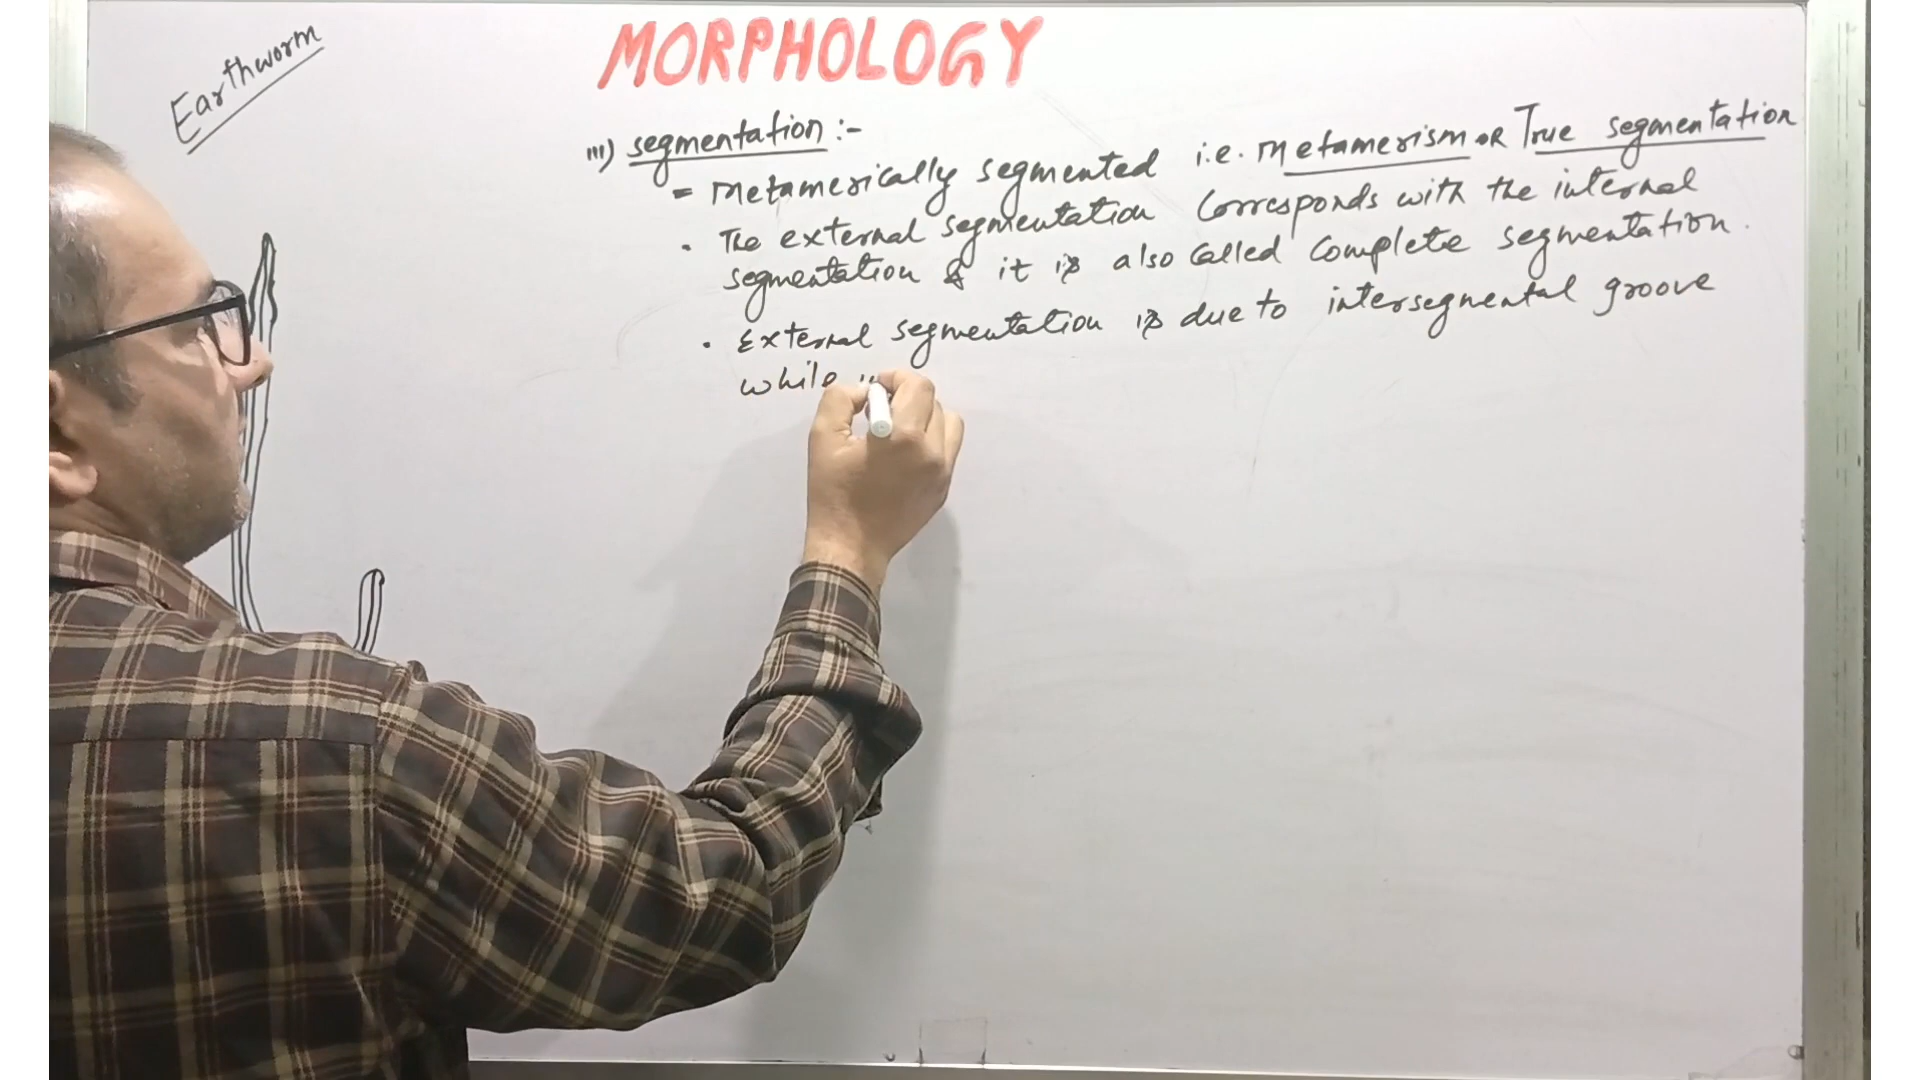 Earthworm
MORPHOLOGY
iii) segmentation :-
= Metamerically segmented i.e. Metamerism OR True segmentation
• The external segmentation Corresponds with the internal
segmentation & it is also Called Complete segmentation.
• External segmentation is due to intersegmental groove
while